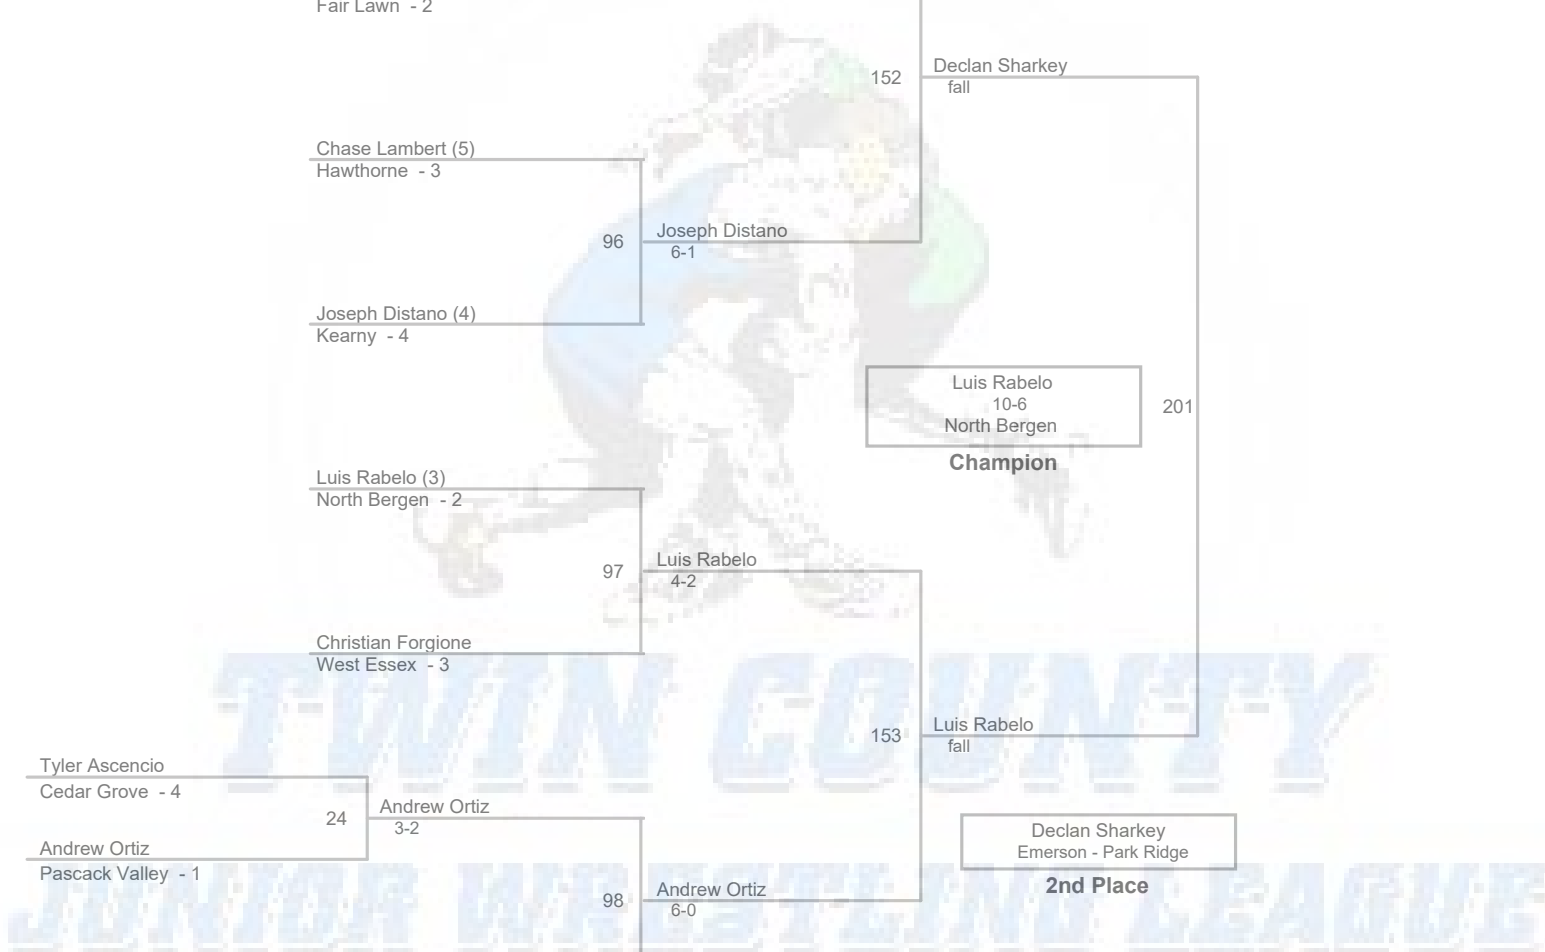 Fair Lawn - 2
152
Declan Sharkey
fall
Chase Lambert (5)
Hawthorne - 3
96
Joseph Distano
6-1
Joseph Distano (4)
Kearny - 4
Luis Rabelo
10-6
North Bergen
201
Champion
Luis Rabelo (3)
North Bergen - 2
97
Luis Rabelo
4-2
Christian Forgione
West Essex - 3
TWIN COUNTY
153
Luis Rabelo
fall
Tyler Ascencio
Cedar Grove - 4
24
Andrew Ortiz
3-2
Andrew Ortiz
Pascack Valley - 1
Declan Sharkey
Emerson - Park Ridge
2nd Place
JUNIOR WRESTLING LEAGUE
98
Andrew Ortiz
6-0